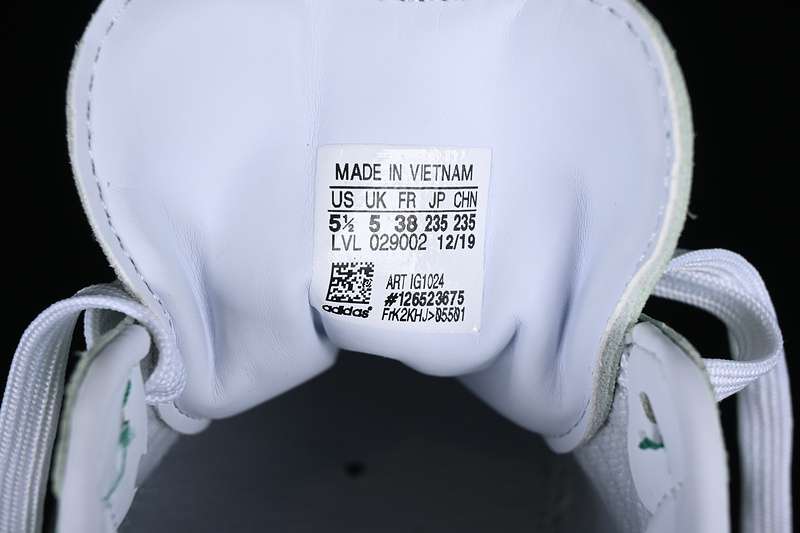 MADE IN VIETNAM
US UK FR JP CHN
5½ 5 38 235 235
LVL 029002 12/19
ART IG1024
#126523675
adidas® FrK2KHJ>05501